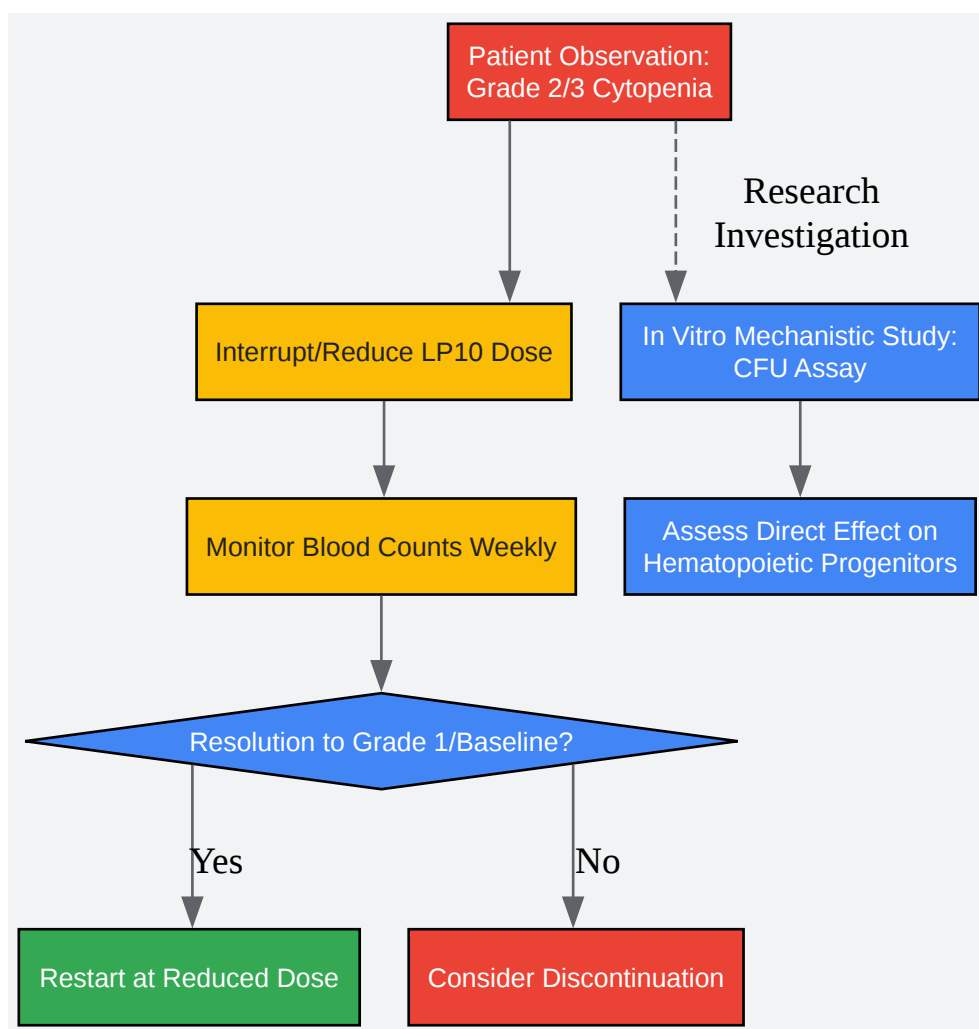 Patient Observation:
Grade 2/3 Cytopenia
Research
Investigation
Interrupt/Reduce LP10 Dose
In Vitro Mechanistic Study:
CFU Assay
Monitor Blood Counts Weekly
Assess Direct Effect on
Hematopoietic Progenitors
Resolution to Grade 1/Baseline?
Yes
No
Restart at Reduced Dose
Consider Discontinuation